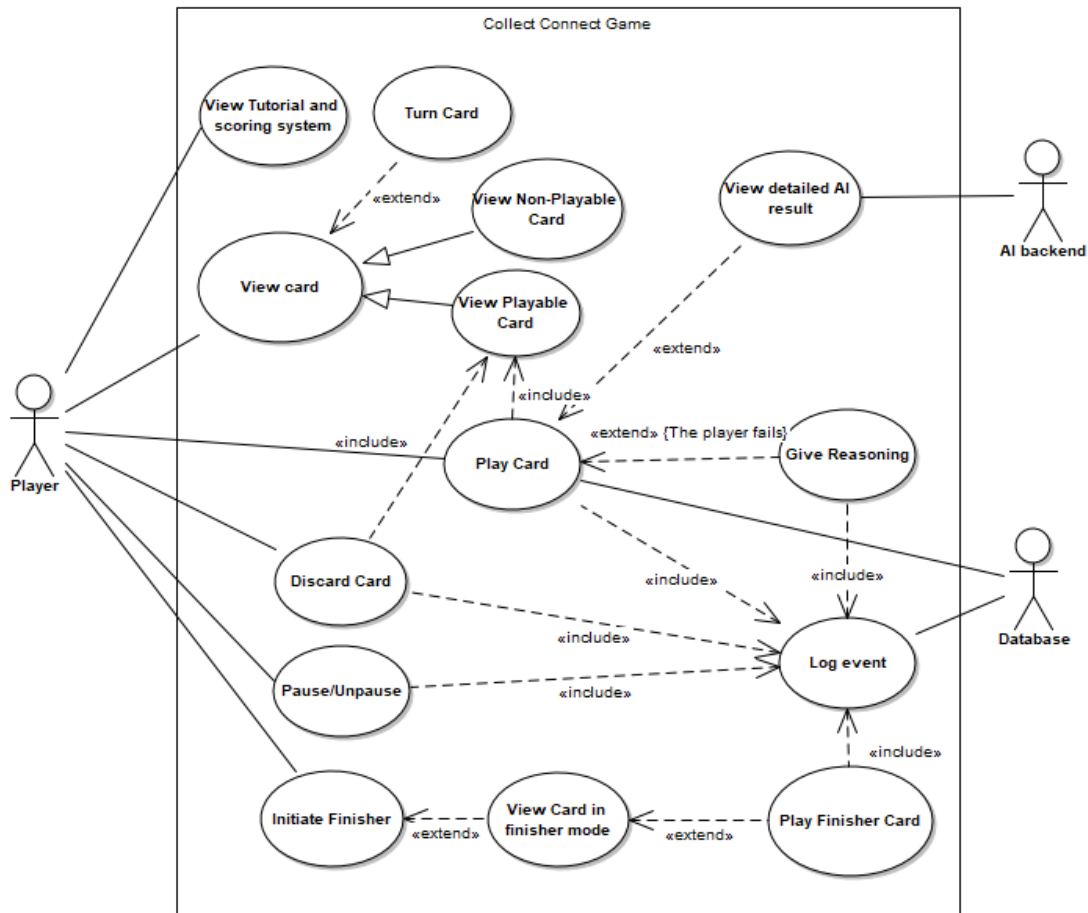 Collect Connect Game
View Tutorial and
scoring system
Turn Card
«extend»
View Non-Playable
Card
View detailed AI
result
AI backend
View card
View Playable
Card
«extend»
«include»
Player
«include»
Play Card
«extend» {The player fails}
Give Reasoning
Discard Card
«include»
«include»
Database
«include»
Log event
Pause/Unpause
«include»
«include»
Initiate Finisher
«extend»
View Card in
finisher mode
«extend»
Play Finisher Card